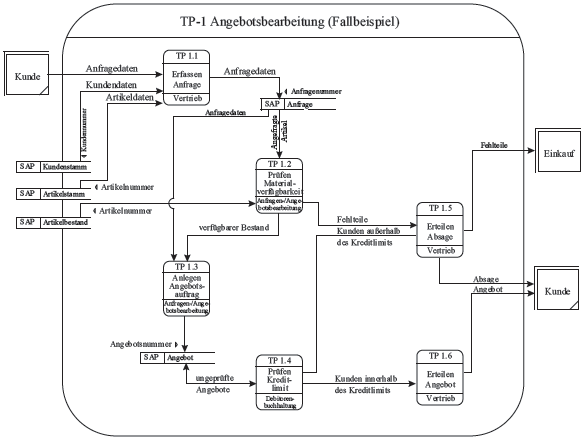 TP-1 Angebotsbearbeitung (Fallbeispiel)
Kunde
Anfragedaten
Kundendaten
Artikeldaten
TP 1.1
Erfassen
Anfrage
Vertrieb
Anfragedaten
Anfragenummer
SAP Anfrage
Anfragedaten
Angefragte
Artikel
Kundennummer
SAP Kundenstamm
Artikelnummer
SAP Artikelstamm
Artikelnummer
SAP Artikelbestand
TP 1.2
Prüfen
Material-
verfügbarkeit
Anfragen-/Ange-
botsbearbeitung
verfügbarer Bestand
Fehlteile
Kunden außerhalb
des Kreditlimits
TP 1.5
Erteilen
Absage
Vertrieb
Fehlteile
Einkauf
TP 1.3
Anlegen
Angebots-
auftrag
Anfragen-/Ange-
botsbearbeitung
Absage
Angebot
Kunde
Angebotsnummer
SAP Angebot
ungeprüfte
Angebote
TP 1.4
Prüfen
Kredit-
limit
Debitoren-
buchhaltung
Kunden innerhalb
des Kreditlimits
TP 1.6
Erteilen
Angebot
Vertrieb